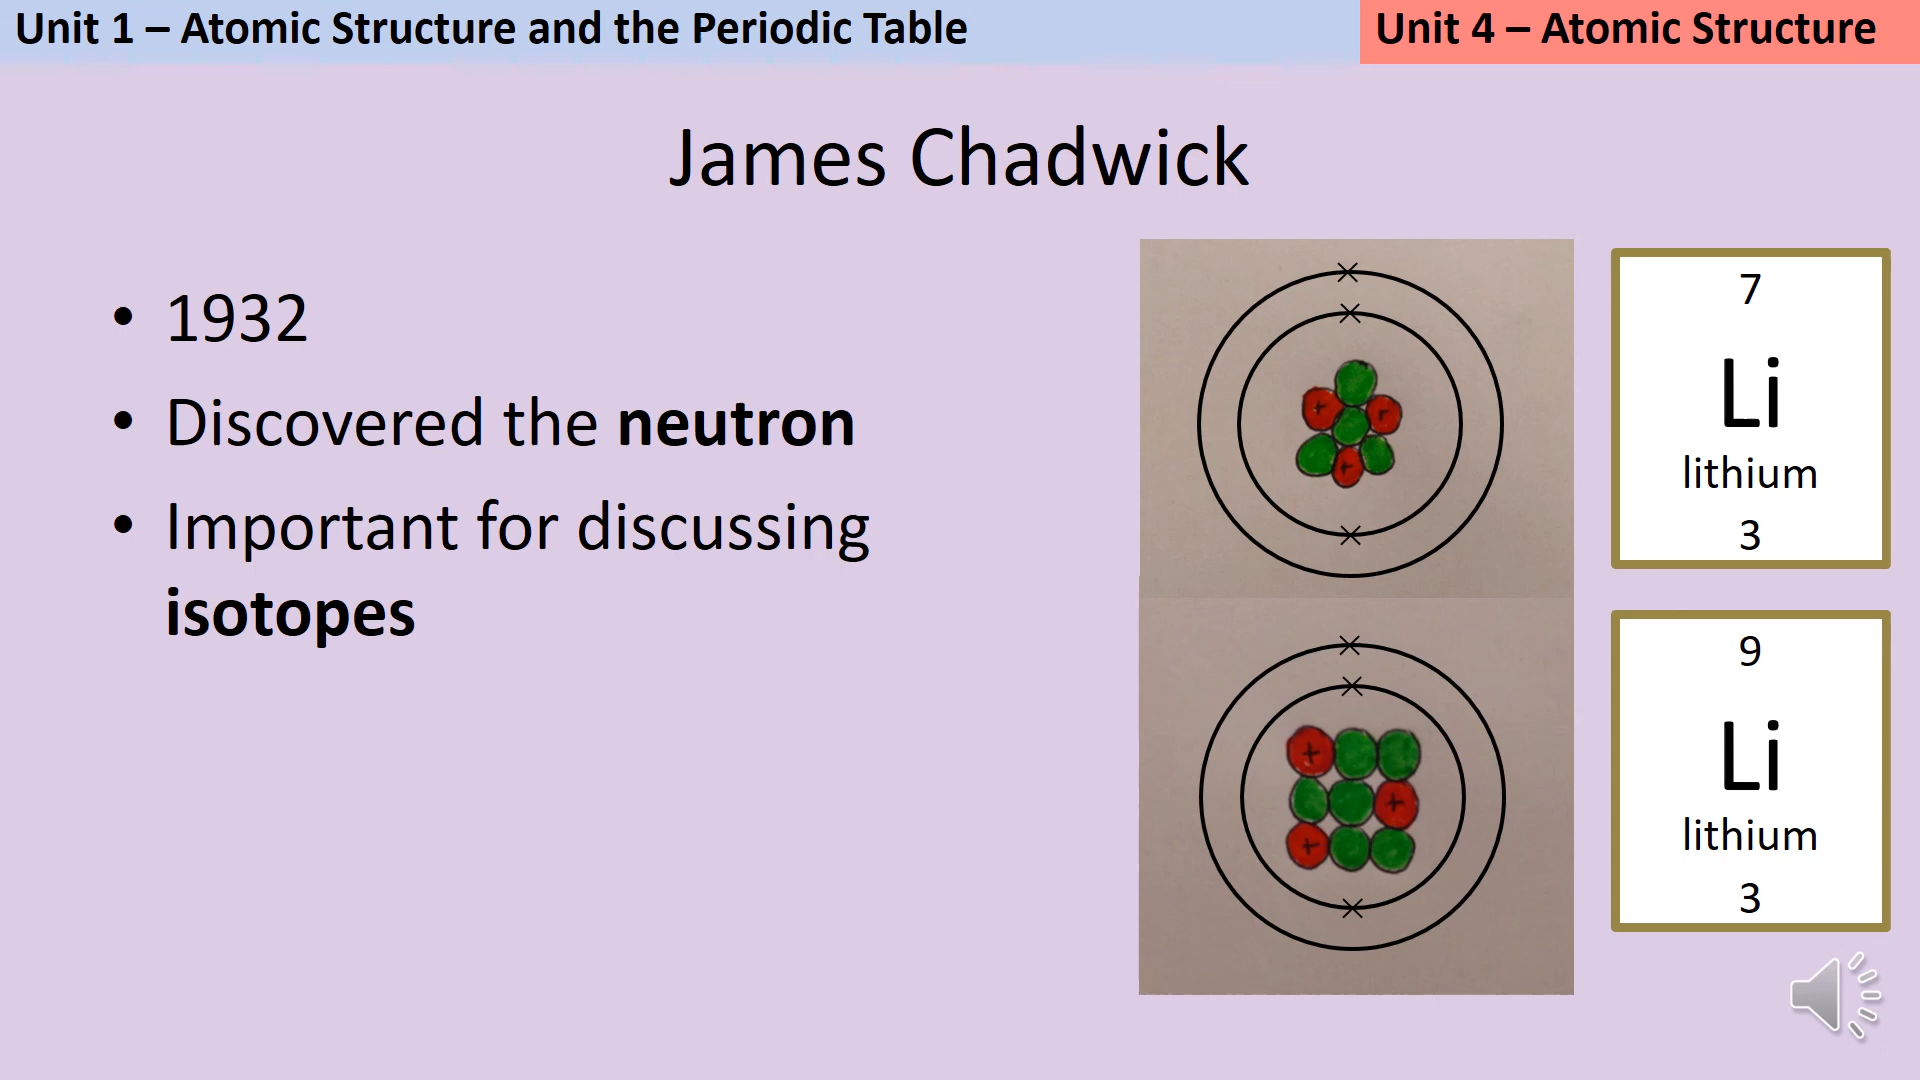 Unit 1 – Atomic Structure and the Periodic Table
Unit 4 – Atomic Structure
James Chadwick
• 1932
• Discovered the neutron
• Important for discussing
isotopes
+
+
7
Li
lithium
3
+
+
+
9
Li
lithium
3